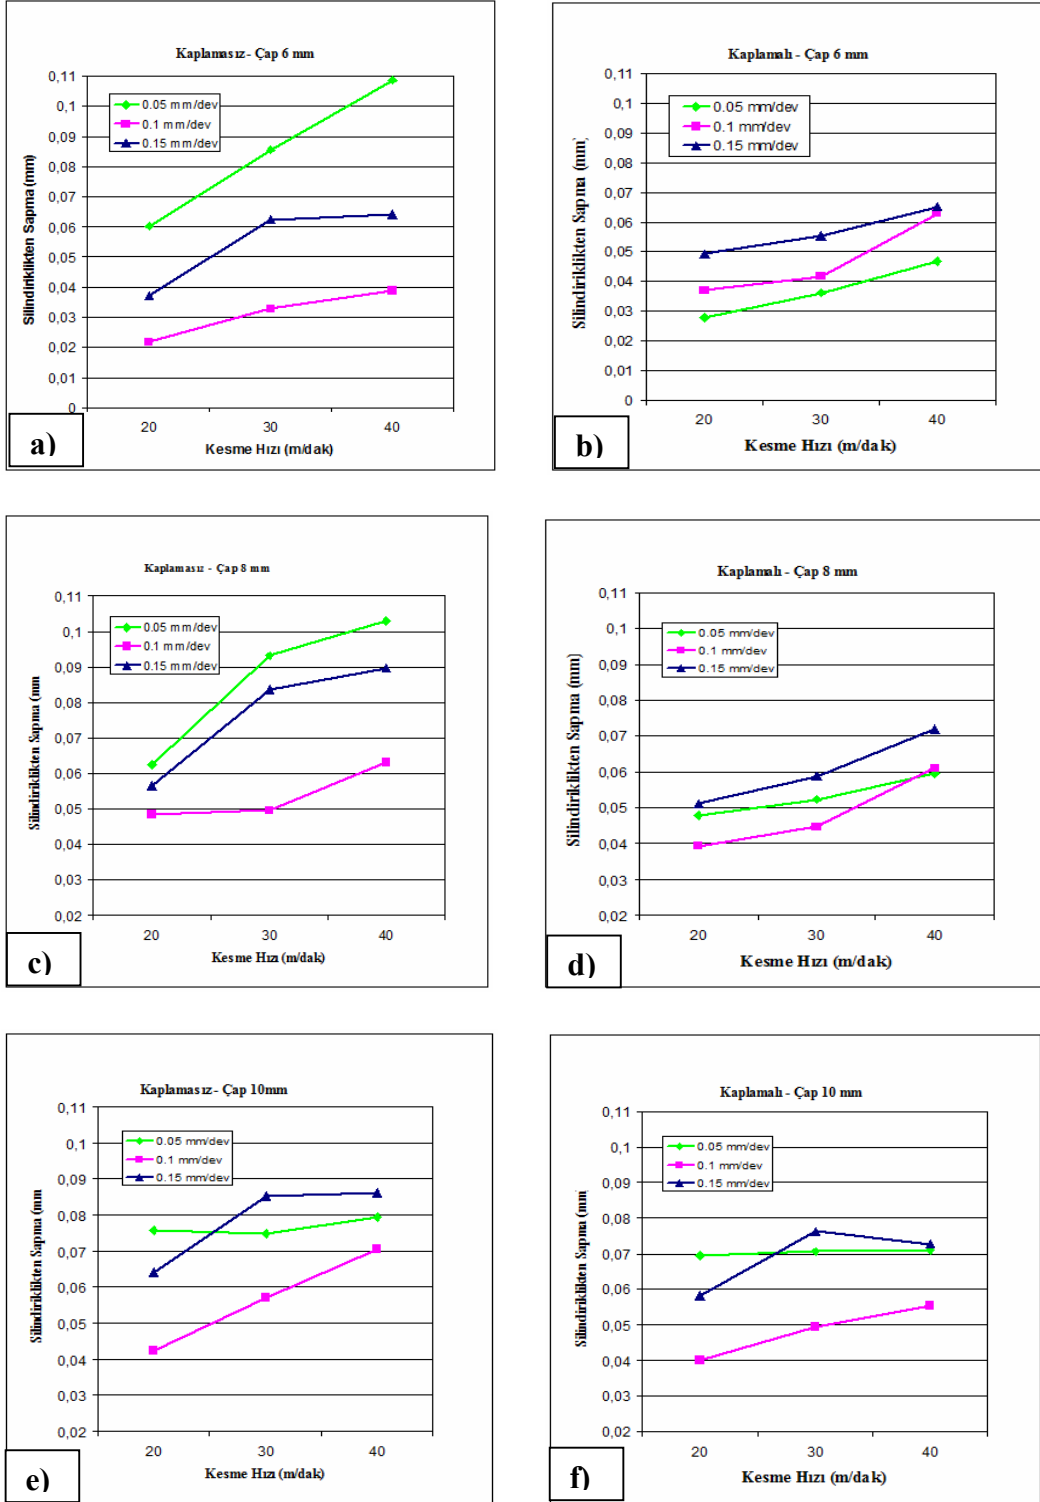 Kaplamasız - Çap 6 mm
0,11
0,1
0,09
0,08
0,07
0,06
0,05
0,04
0,03
0,02
0,01
0
0.05 mm/dev
0.1 mm/dev
0.15 mm/dev
Silindiriklikten Sapma (mm)
20 30 40
Kesme Hızı (m/dak)
a)
Kaplamalı - Çap 6 mm
0,11
0,1
0,09
0,08
0,07
0,06
0,05
0,04
0,03
0,02
0,01
0
0.05 mm/dev
0.1 mm/dev
0.15 mm/dev
Silindiriklikten Sapma (mm)
20 30 40
Kesme Hızı (m/dak)
b)
Kaplamasız - Çap 8 mm
0,11
0,1
0,09
0,08
0,07
0,06
0,05
0,04
0,03
0,02
0.05 mm/dev
0.1 mm/dev
0.15 mm/dev
Silindiriklikten Sapma (mm
20 30 40
Kesme Hızı (m/dak)
c)
Kaplamalı - Çap 8 mm
0,11
0,1
0,09
0,08
0,07
0,06
0,05
0,04
0,03
0,02
0.05 mm/dev
0.1 mm/dev
0.15 mm/dev
Silindiriklikten Sapma (mm)
20 30 40
Kesme Hızı (m/dak)
d)
Kaplamasız - Çap 10mm
0,11
0,1
0,09
0,08
0,07
0,06
0,05
0,04
0,03
0,02
0.05 mm/dev
0.1 mm/dev
0.15 mm/dev
Silindiriklikten Sapma (mm
20 30 40
Kesme Hızı (m/dak)
e)
Kaplamalı - Çap 10 mm
0,11
0,1
0,09
0,08
0,07
0,06
0,05
0,04
0,03
0,02
0.05 mm/dev
0.1 mm/dev
0.15 mm/dev
Silindiriklikten Sapma (mm
20 30 40
Kesme Hızı (m/dak)
f)